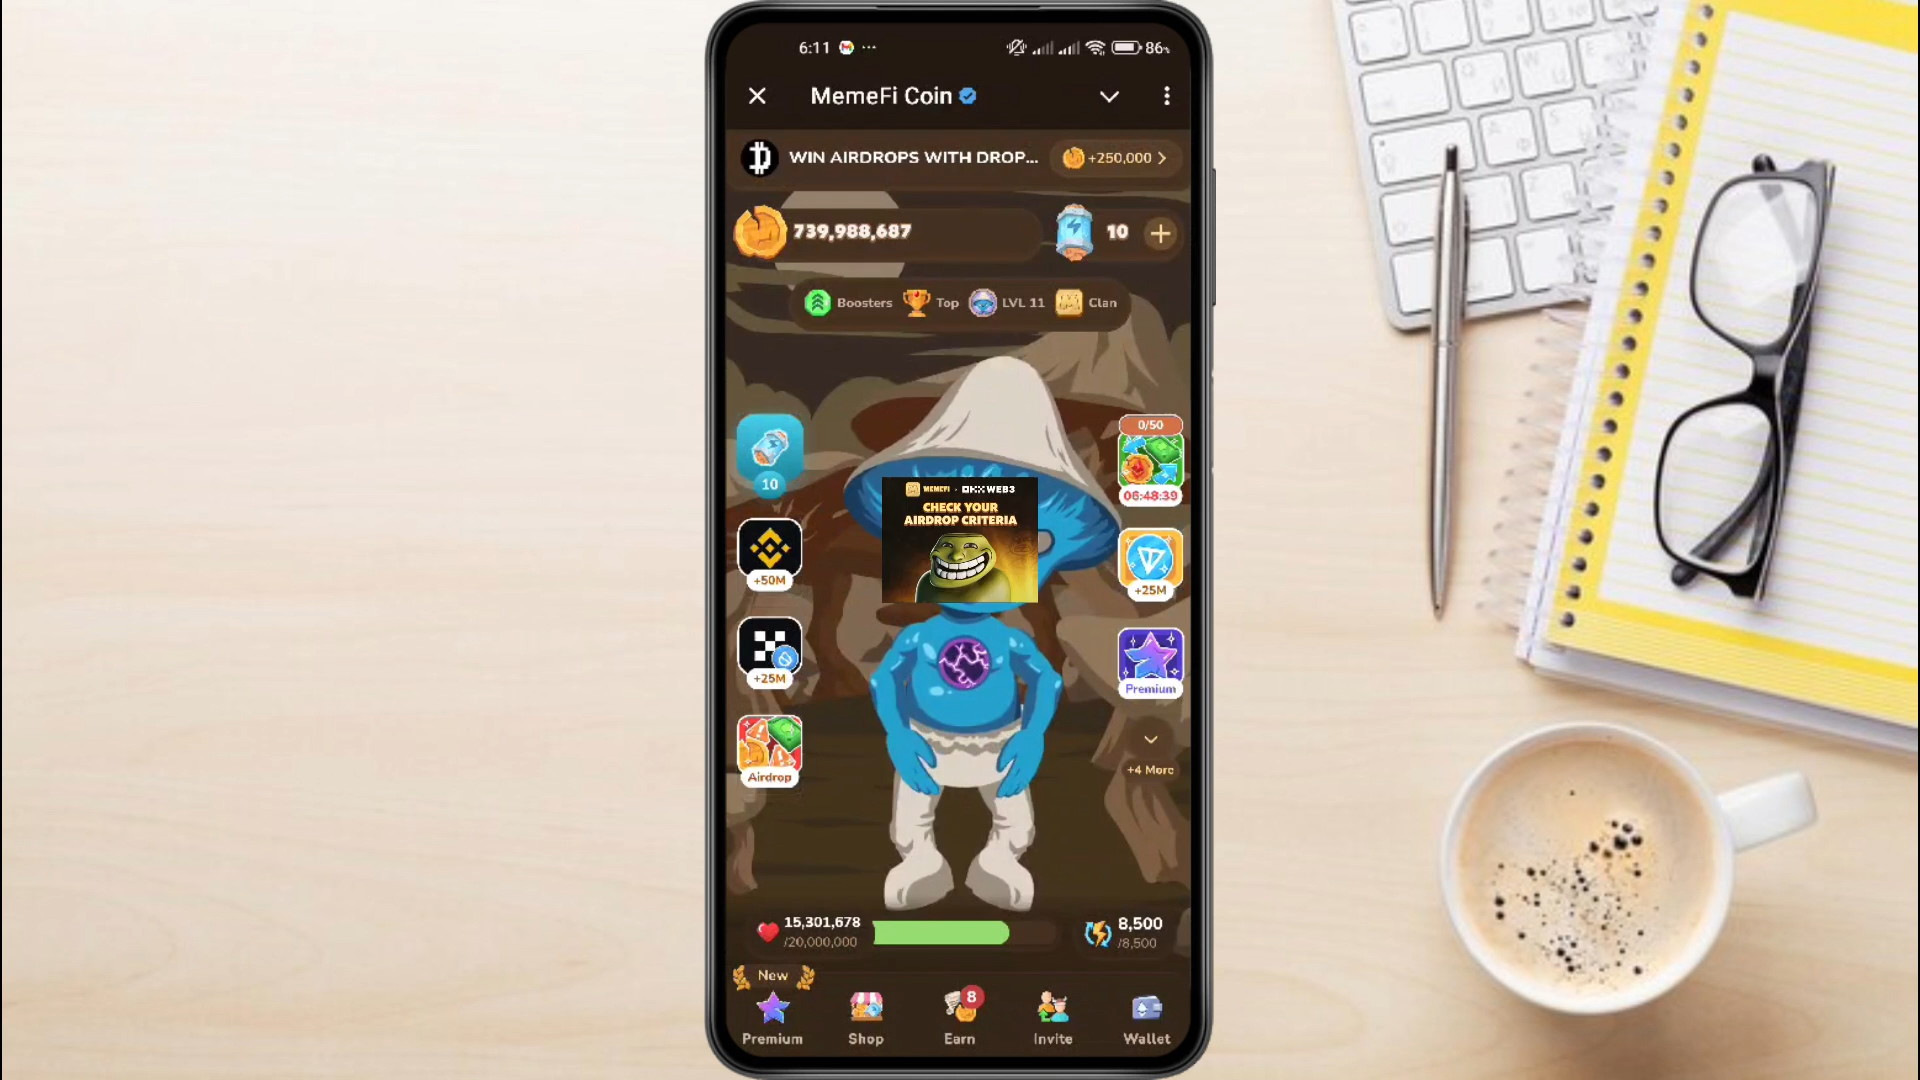 6:11
86%
MemeFi Coin
WIN AIRDROPS WITH DROP...
+250,000
739,988,687
10
Boosters
Top
LVL 11
Clan
10
+50M
+25M
Airdrop
MEMEFI · OKX WEB3
CHECK YOUR
AIRDROP CRITERIA
0/50
06:48:39
+25M
Premium
+4 More
15,301,678
/20,000,000
8,500
/8,500
New
8
Premium
Shop
Earn
Invite
Wallet